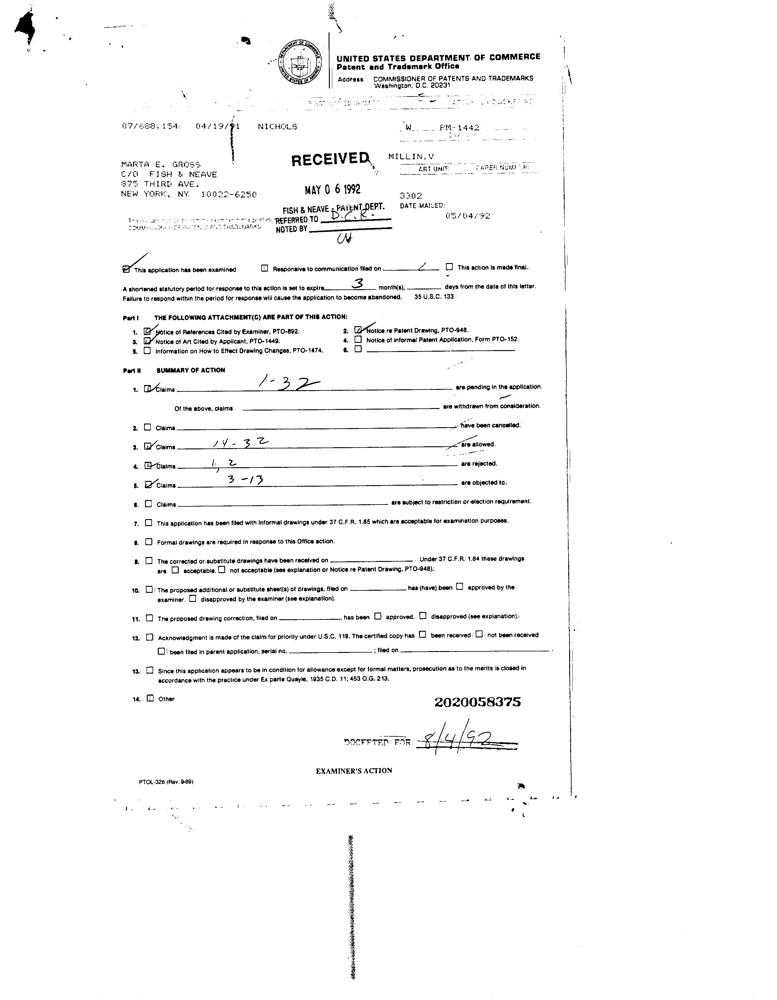 UNITED STATES DEPARTMENT OF COMMERCE
Patent and Trademark Office
Address : COMMISSIONER OF PATENTS AND TRADEMARKS
Washington, D.C. 20231
07/688,154 04/19/91 NICHOLS W PM-1442
MARTA E. GROSS
C/O FISH & NEAVE
875 THIRD AVE.
NEW YORK, NY 10022-6250
RECEIVED
MAY 06 1992
FISH & NEAVE - PATENT DEPT.
REFERRED TO D.C.R.
NOTED BY
MILLIN, V
ART UNIT PAPER NUMBER
3302
DATE MAILED:
05/04/92
This application has been examined Responsive to communication filed on This action is made final.
A shortened statutory period for response to this action is set to expire 3 month(s), days from the date of this letter.
Failure to respond within the period for response will cause the application to become abandoned. 35 U.S.C. 133
Part I THE FOLLOWING ATTACHMENT(S) ARE PART OF THIS ACTION:
1. Notice of References Cited by Examiner, PTO-892. 2. Notice re Patent Drawing, PTO-948.
3. Notice of Art Cited by Applicant, PTO-1449. 4. Notice of informal Patent Application, Form PTO-152.
5. Information on How to Effect Drawing Changes, PTO-1474. 6.
Part II SUMMARY OF ACTION
1. Claims 1-32 are pending in the application.
Of the above, claims are withdrawn from consideration.
2. Claims have been cancelled.
3. Claims 14-32 are allowed.
4. Claims 1, 2 are rejected.
5. Claims 3-13 are objected to.
6. Claims are subject to restriction or election requirement.
7. This application has been filed with informal drawings under 37 C.F.R. 1.85 which are acceptable for examination purposes.
8. Formal drawings are required in response to this Office action.
9. The corrected or substitute drawings have been received on . Under 37 C.F.R. 1.84 these drawings
are acceptable. not acceptable (see explanation or Notice re Patent Drawing, PTO-948).
10. The proposed additional or substitute sheet(s) of drawings, filed on has (have) been approved by the
examiner. disapproved by the examiner (see explanation).
11. The proposed drawing correction, filed on , has been approved. disapproved (see explanation).
12. Acknowledgment is made of the claim for priority under U.S.C. 119. The certified copy has been received not been received
been filed in parent application, serial no. ; filed on
13. Since this application appears to be in condition for allowance except for formal matters, prosecution as to the merits is closed in
accordance with the practice under Ex parte Quayle, 1935 C.D. 11; 453 O.G. 213.
14. Other
2020058375
FOR 8/4/92
EXAMINER'S ACTION
PTOL-326 (Rev. 9-89)